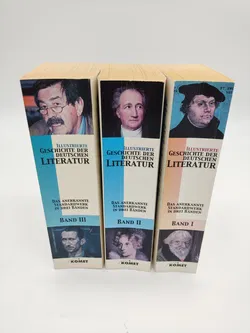 ILLUSTRIERTE
GESCHICHTE DER
DEUTSCHEN
LITERATUR
DAS ANERKANNTE
STANDARDWERK
IN DREI BÄNDEN
BAND III
KOMET
ILLUSTRIERTE
GESCHICHTE DER
DEUTSCHEN
LITERATUR
DAS ANERKANNTE
STANDARDWERK
IN DREI BÄNDEN
BAND II
KOMET
ILLUSTRIERTE
GESCHICHTE DER
DEUTSCHEN
LITERATUR
DAS ANERKANNTE
STANDARDWERK
IN DREI BÄNDEN
BAND I
KOMET